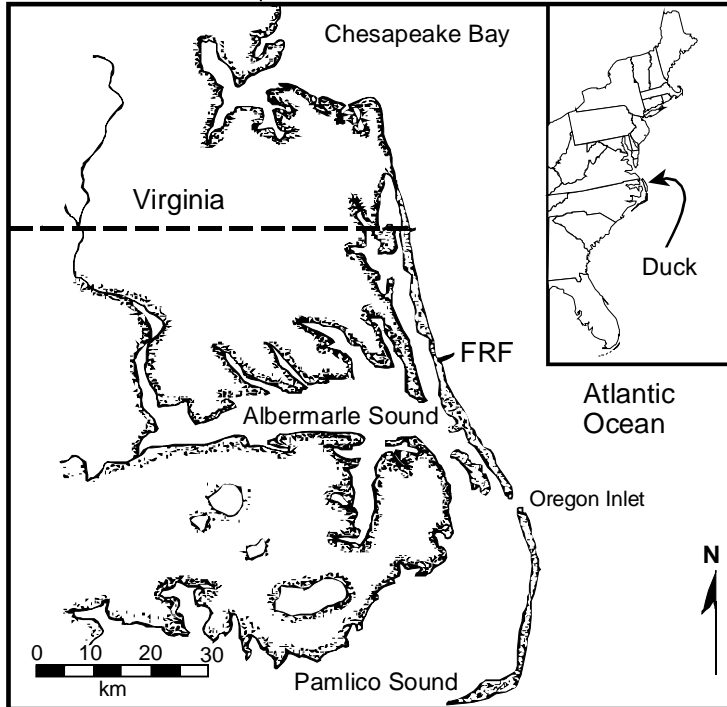 Chesapeake Bay
Virginia
Duck
FRF
Atlantic
Ocean
Albermarle Sound
Oregon Inlet
N
0 10 20 30
km
Pamlico Sound